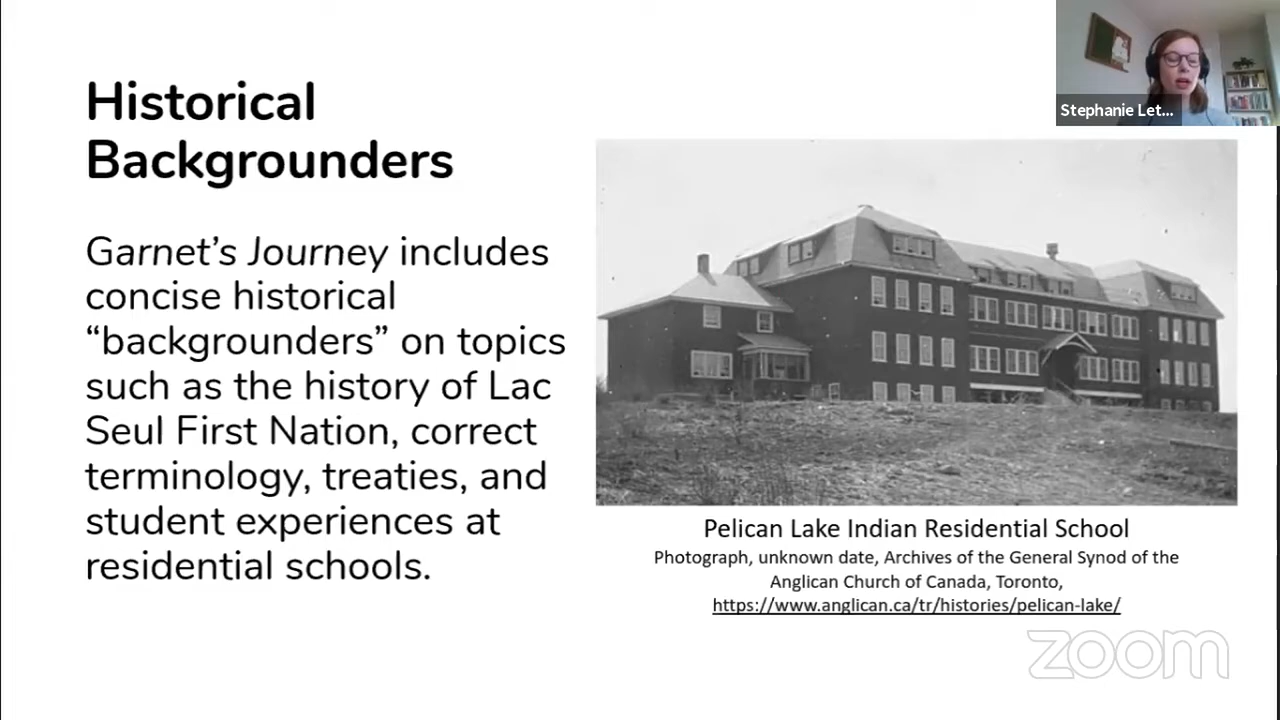 Historical
Backgrounders
Garnet’s Journey includes
concise historical
“backgrounders” on topics
such as the history of Lac
Seul First Nation, correct
terminology, treaties, and
student experiences at
residential schools.
Stephanie Let...
Pelican Lake Indian Residential School
Photograph, unknown date, Archives of the General Synod of the
Anglican Church of Canada, Toronto,
https://www.anglican.ca/tr/histories/pelican-lake/
zoom